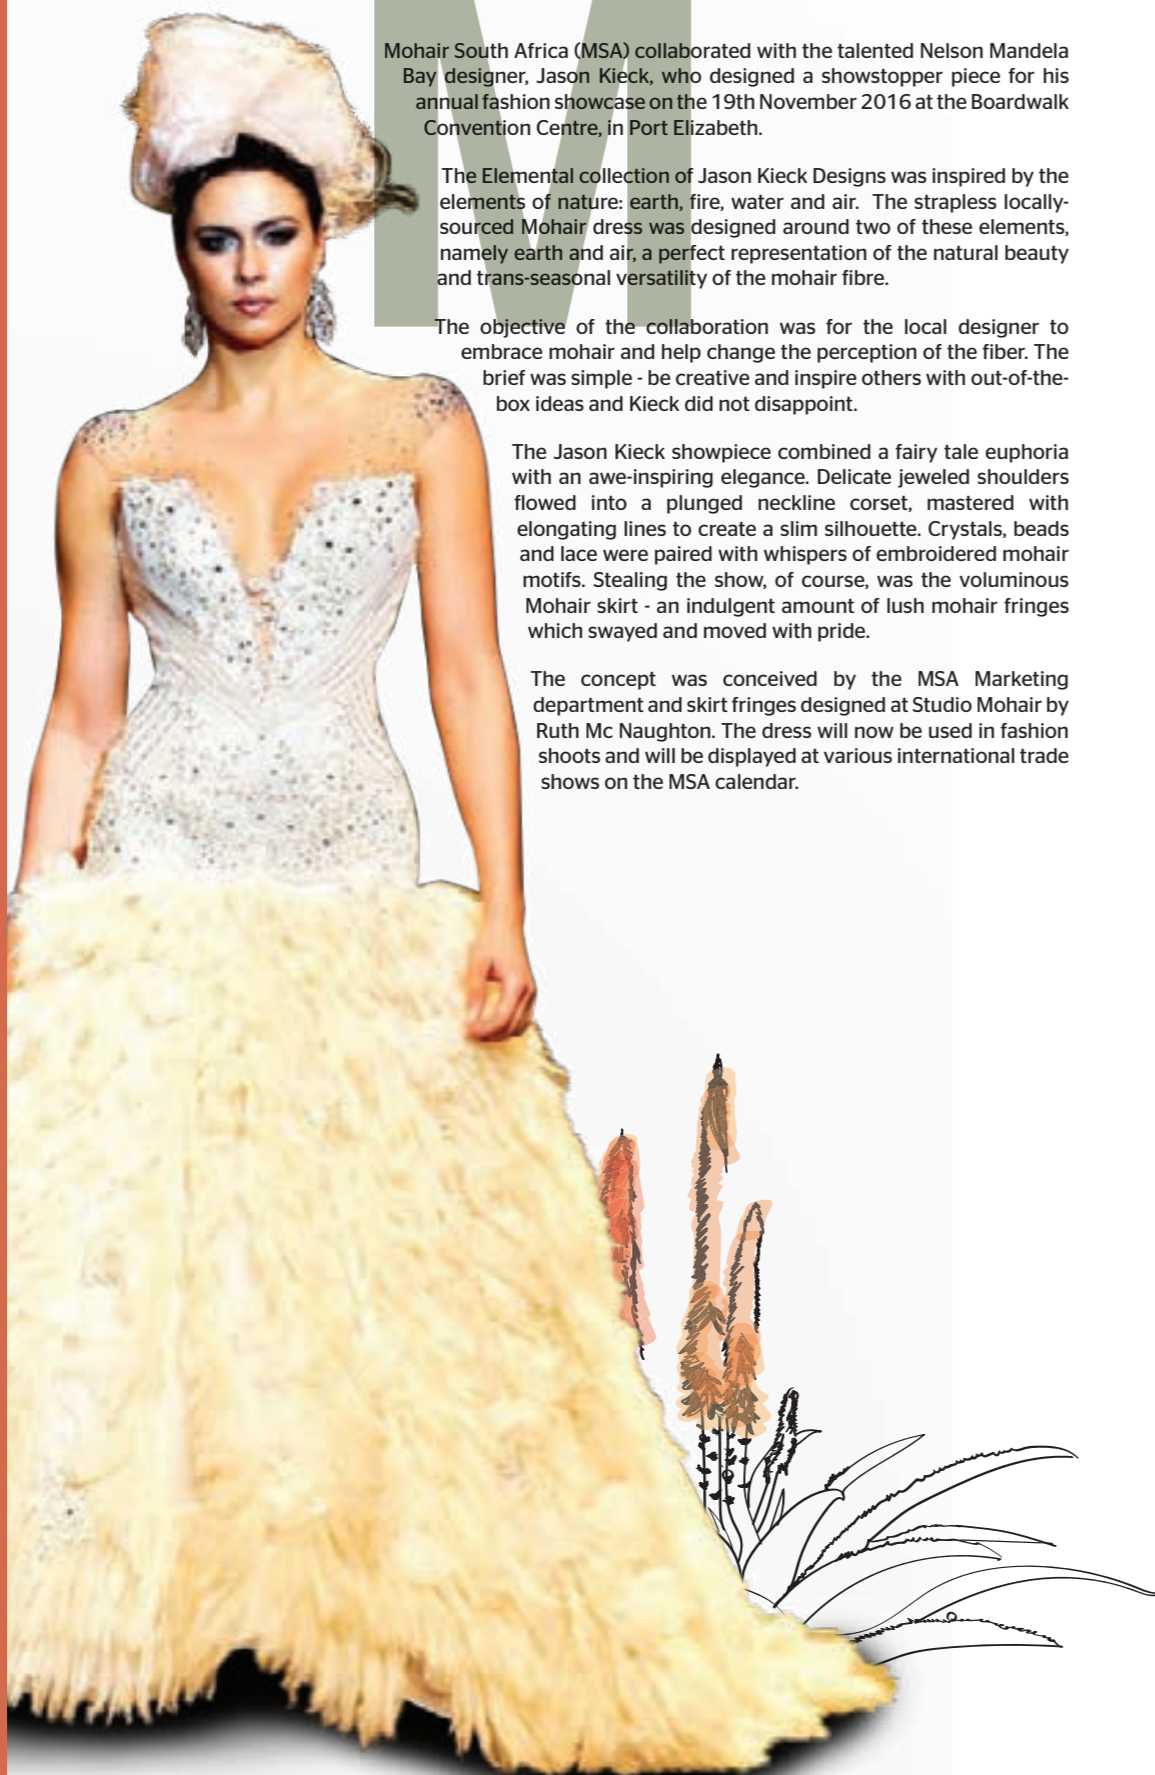 M
Mohair South Africa (MSA) collaborated with the talented Nelson Mandela
Bay designer, Jason Kieck, who designed a showstopper piece for his
annual fashion showcase on the 19th November 2016 at the Boardwalk
Convention Centre, in Port Elizabeth.
The Elemental collection of Jason Kieck Designs was inspired by the
elements of nature: earth, fire, water and air. The strapless locally-
sourced Mohair dress was designed around two of these elements,
namely earth and air, a perfect representation of the natural beauty
and trans-seasonal versatility of the mohair fibre.
The objective of the collaboration was for the local designer to
embrace mohair and help change the perception of the fiber. The
brief was simple - be creative and inspire others with out-of-the-
box ideas and Kieck did not disappoint.
The Jason Kieck showpiece combined a fairy tale euphoria
with an awe-inspiring elegance. Delicate jeweled shoulders
flowed into a plunged neckline corset, mastered with
elongating lines to create a slim silhouette. Crystals, beads
and lace were paired with whispers of embroidered mohair
motifs. Stealing the show, of course, was the voluminous
Mohair skirt - an indulgent amount of lush mohair fringes
which swayed and moved with pride.
The concept was conceived by the MSA Marketing
department and skirt fringes designed at Studio Mohair by
Ruth Mc Naughton. The dress will now be used in fashion
shoots and will be displayed at various international trade
shows on the MSA calendar.